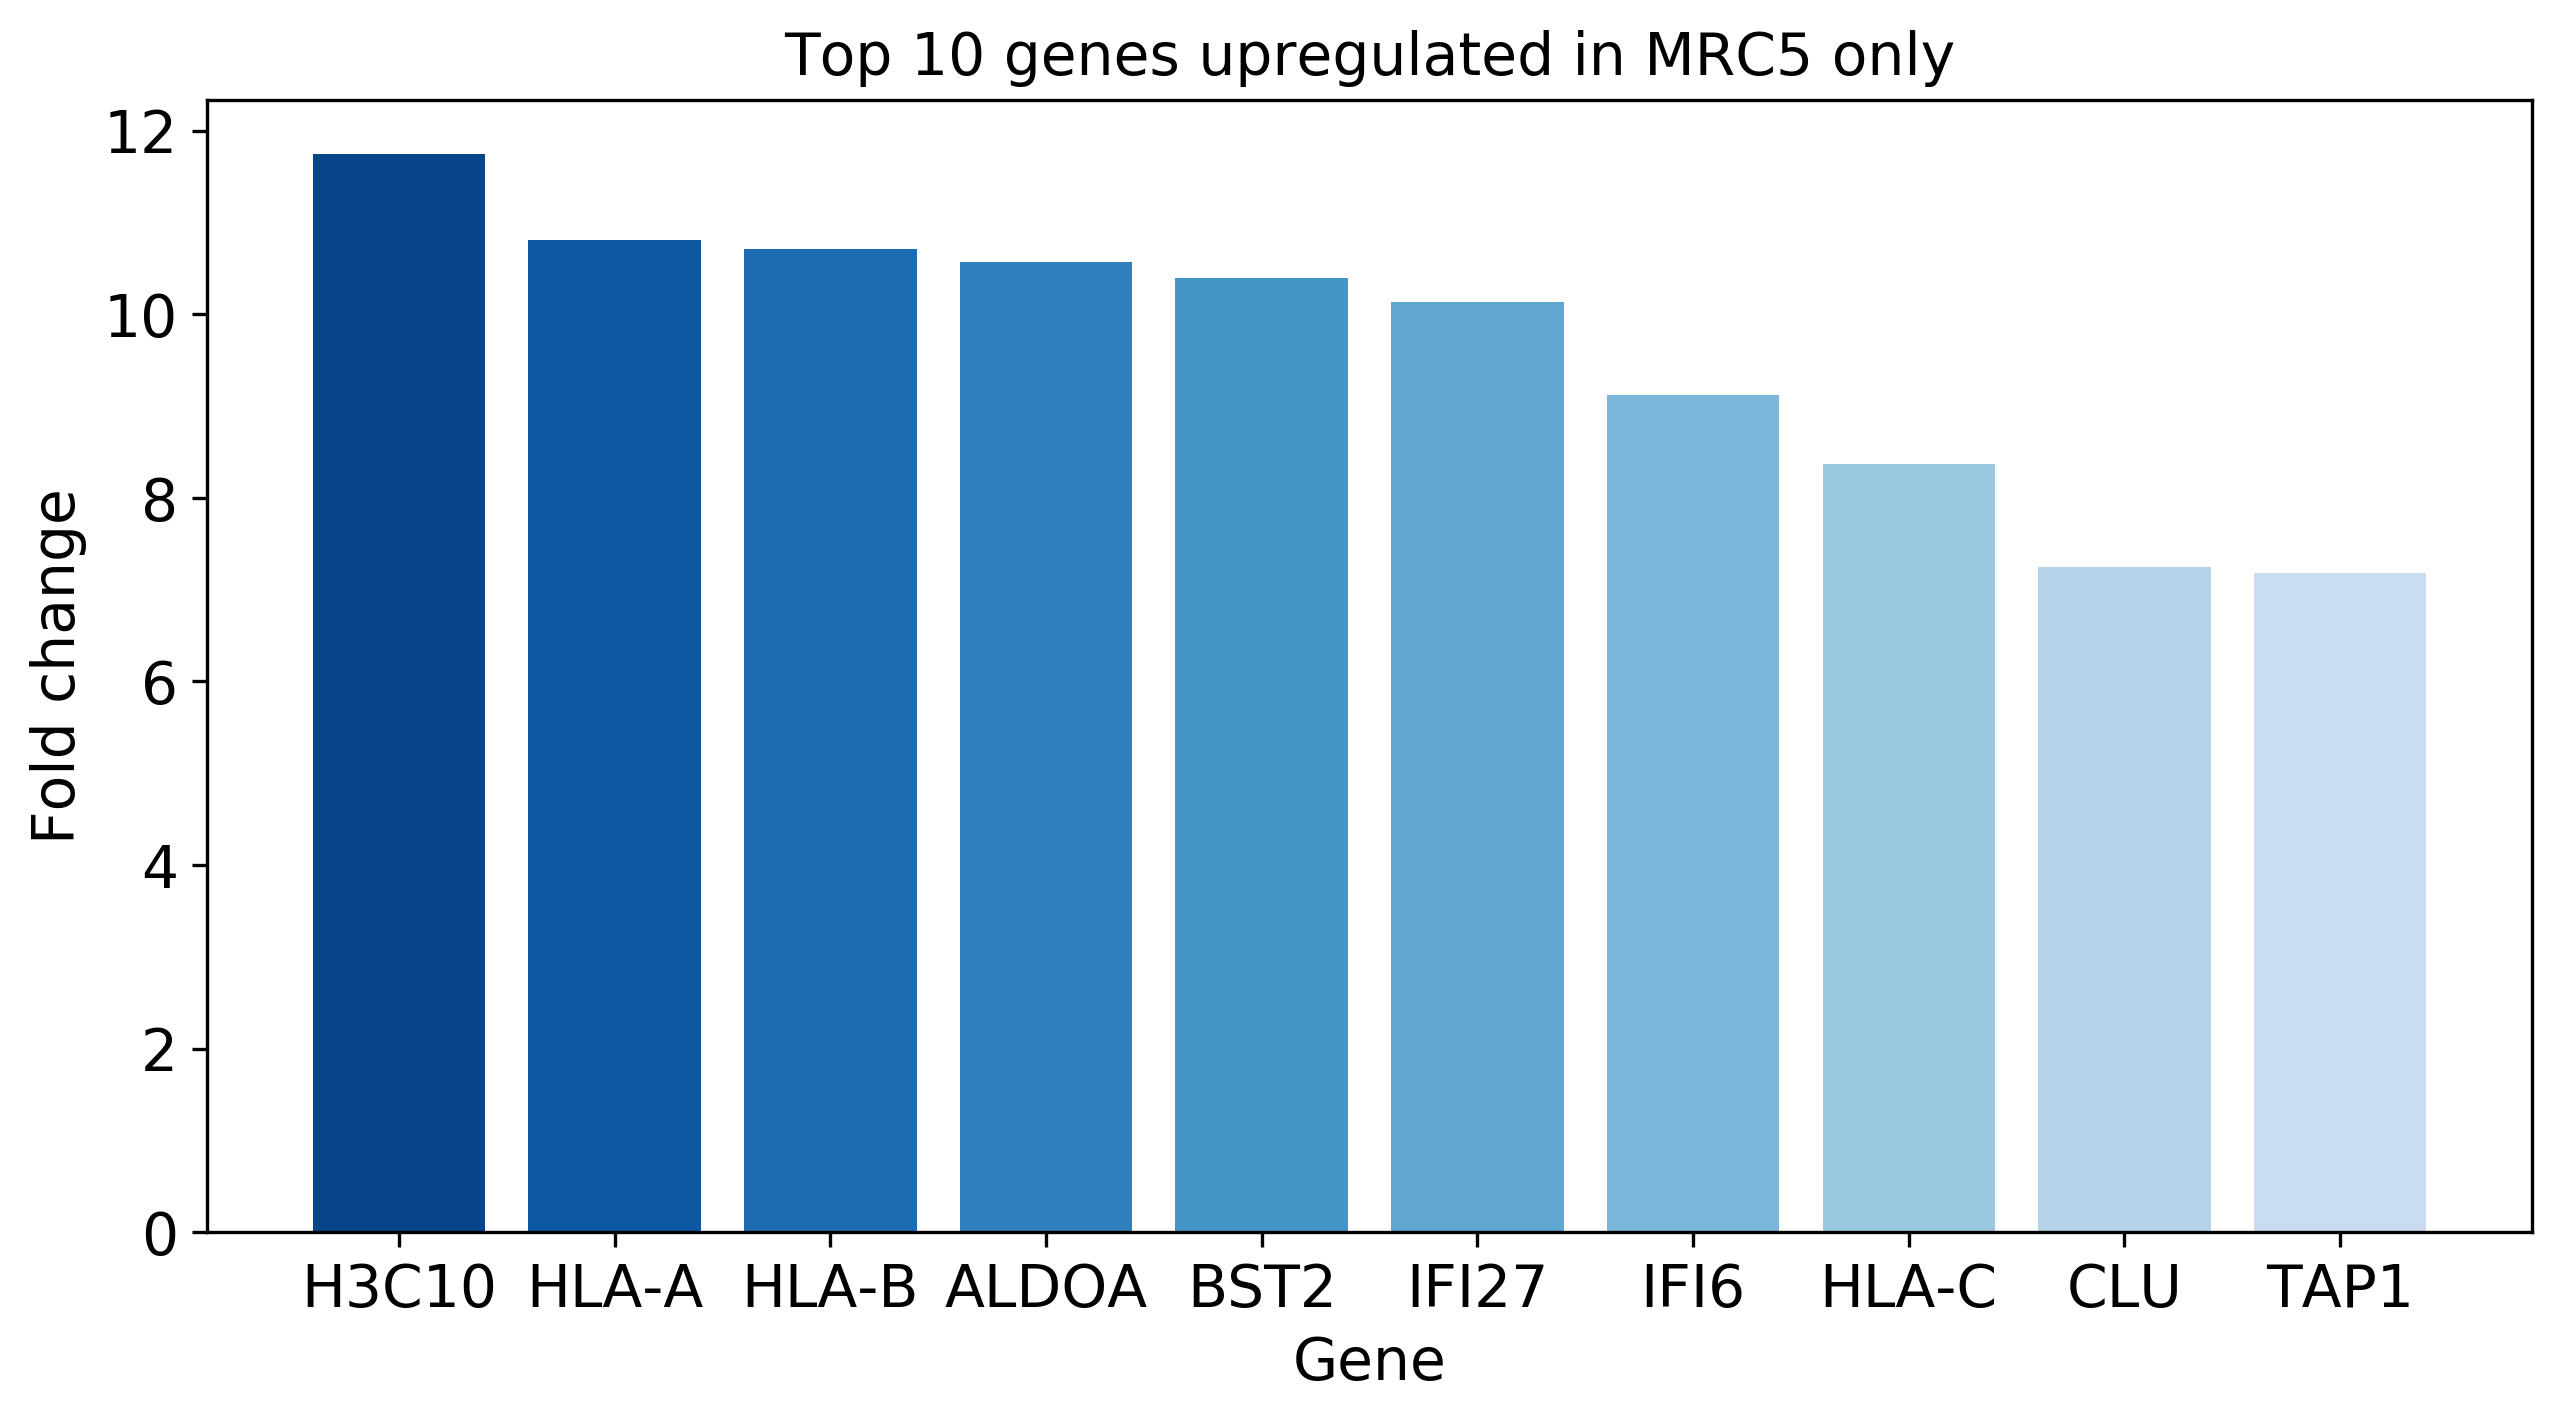 Top 10 genes upregulated in MRC5 only
12
10
8
6
4
2
0
Fold change
H3C10 HLA-A HLA-B ALDOA BST2 IFI27 IFI6 HLA-C CLU TAP1
Gene